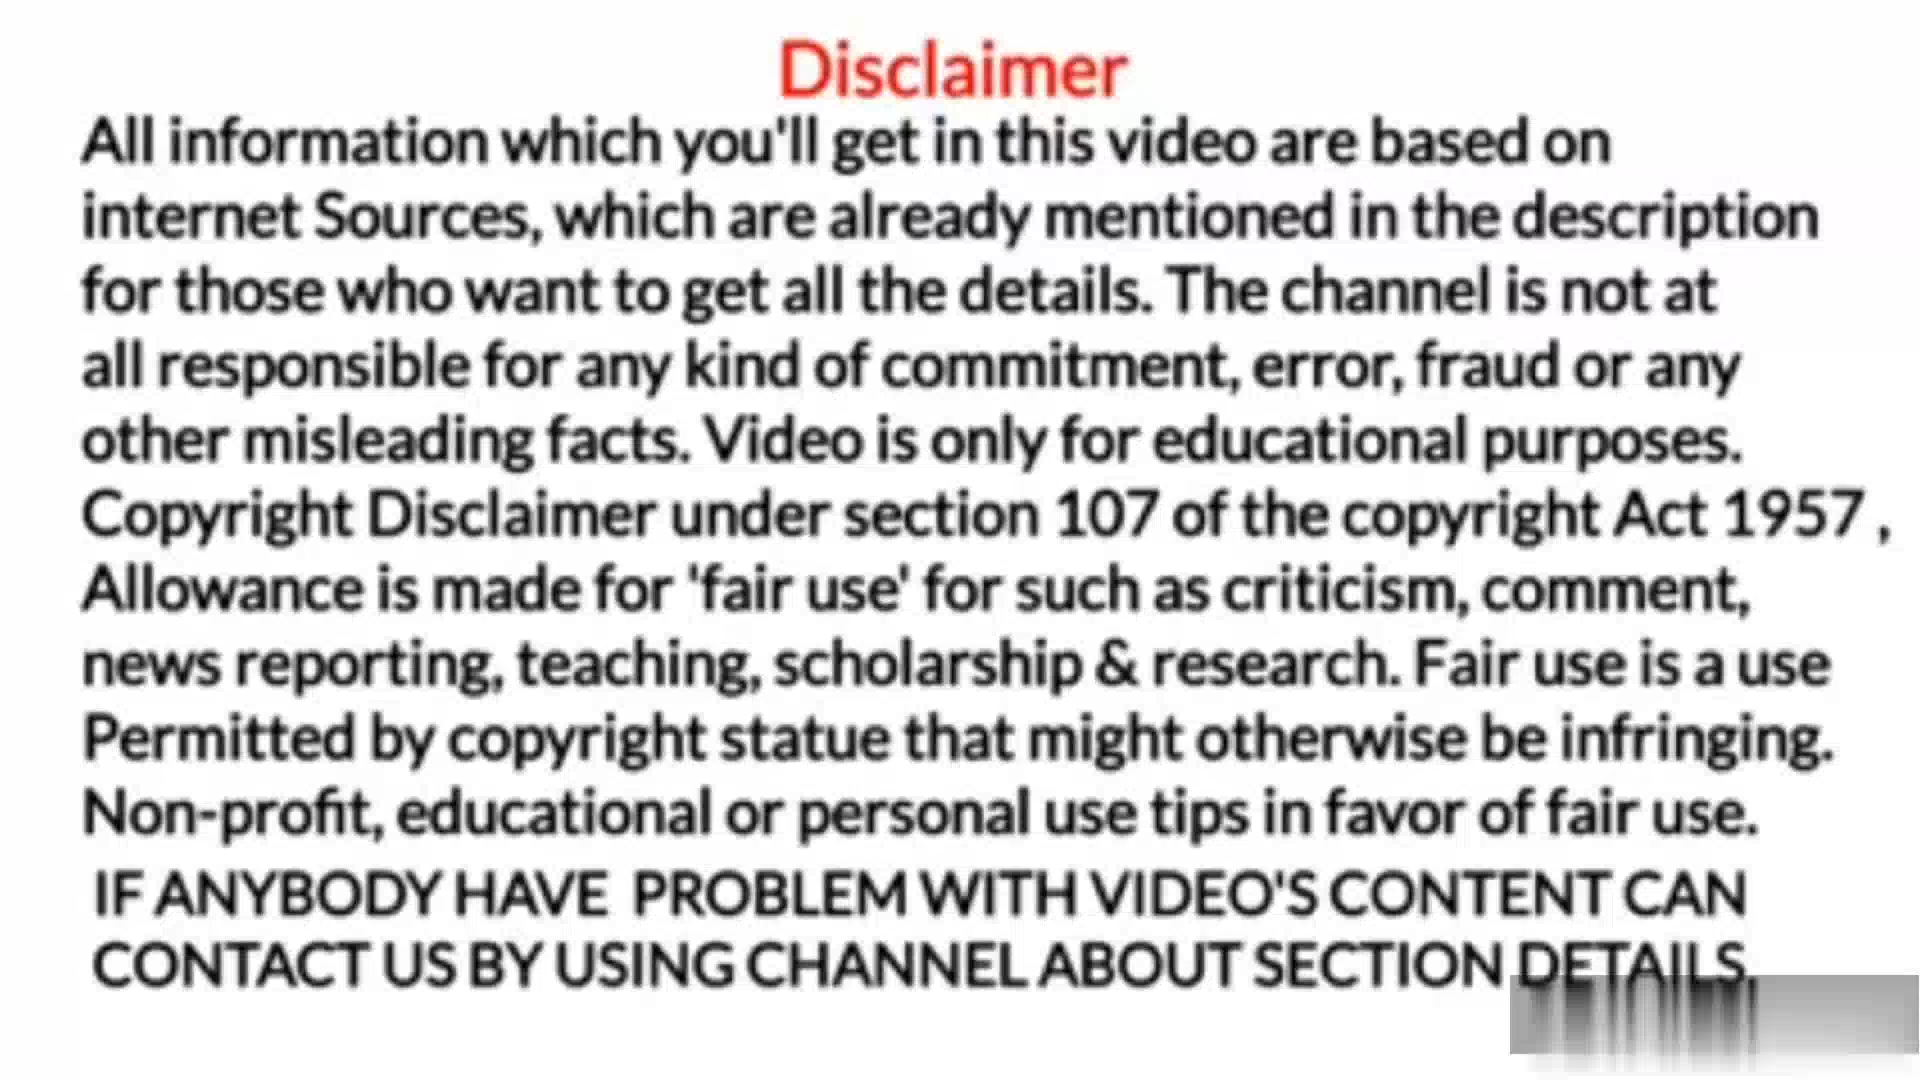 Disclaimer
All information which you'll get in this video are based on
internet Sources, which are already mentioned in the description
for those who want to get all the details. The channel is not at
all responsible for any kind of commitment, error, fraud or any
other misleading facts. Video is only for educational purposes.
Copyright Disclaimer under section 107 of the copyright Act 1957 ,
Allowance is made for 'fair use' for such as criticism, comment,
news reporting, teaching, scholarship & research. Fair use is a use
Permitted by copyright statue that might otherwise be infringing.
Non-profit, educational or personal use tips in favor of fair use.
IF ANYBODY HAVE PROBLEM WITH VIDEO'S CONTENT CAN
CONTACT US BY USING CHANNEL ABOUT SECTION DETAILS.